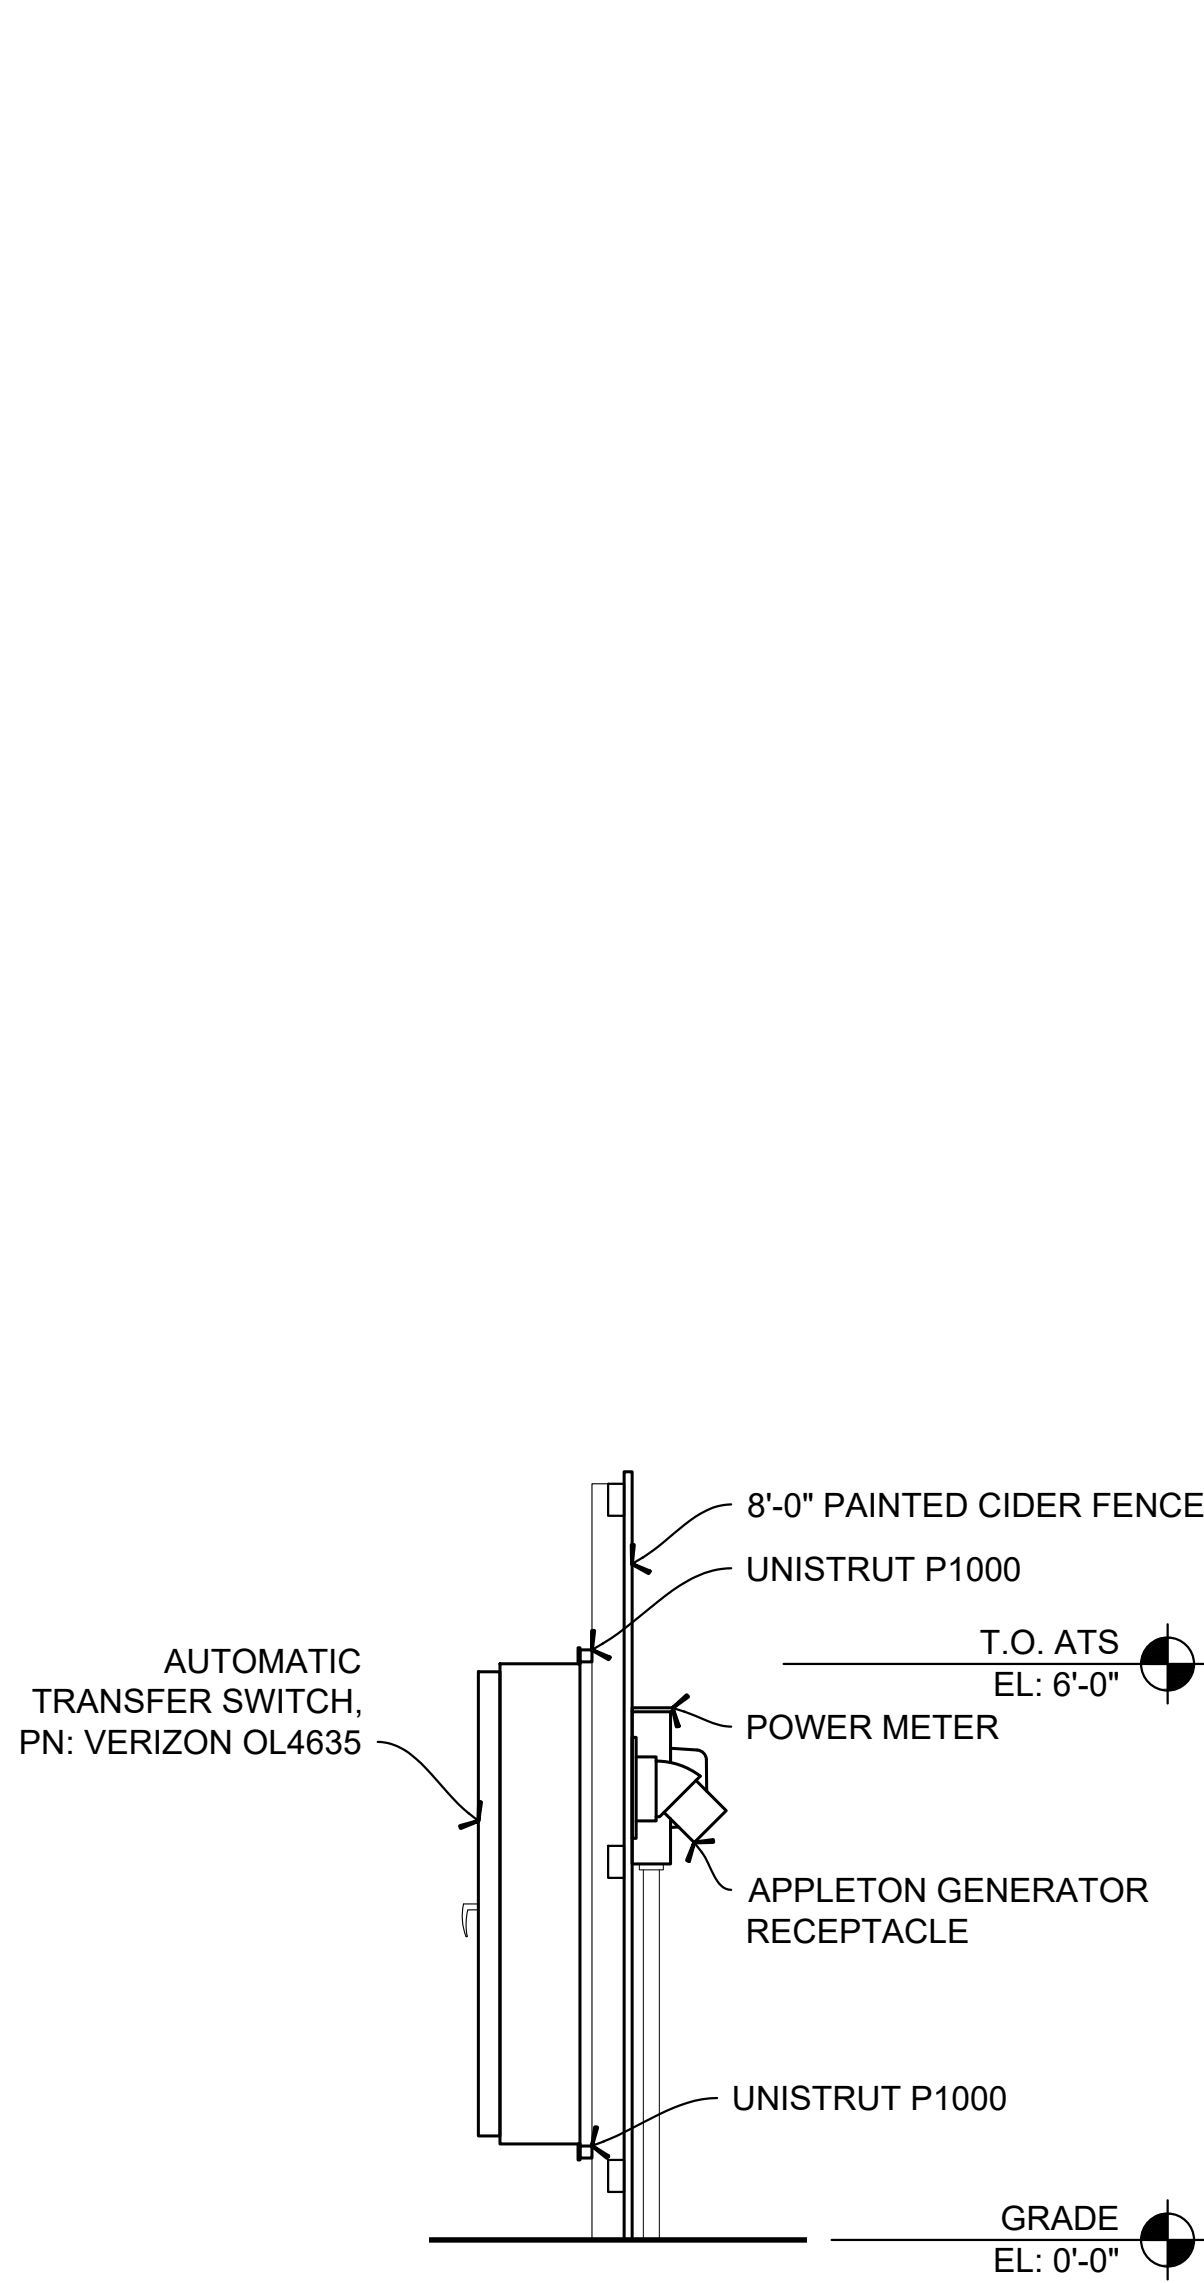 8'-0" PAINTED CIDER FENCE
UNISTRUT P1000
T.O. ATS
EL: 6'-0"
AUTOMATIC
TRANSFER SWITCH,
PN: VERIZON OL4635
POWER METER
APPLETON GENERATOR
RECEPTACLE
UNISTRUT P1000
GRADE
EL: 0'-0"